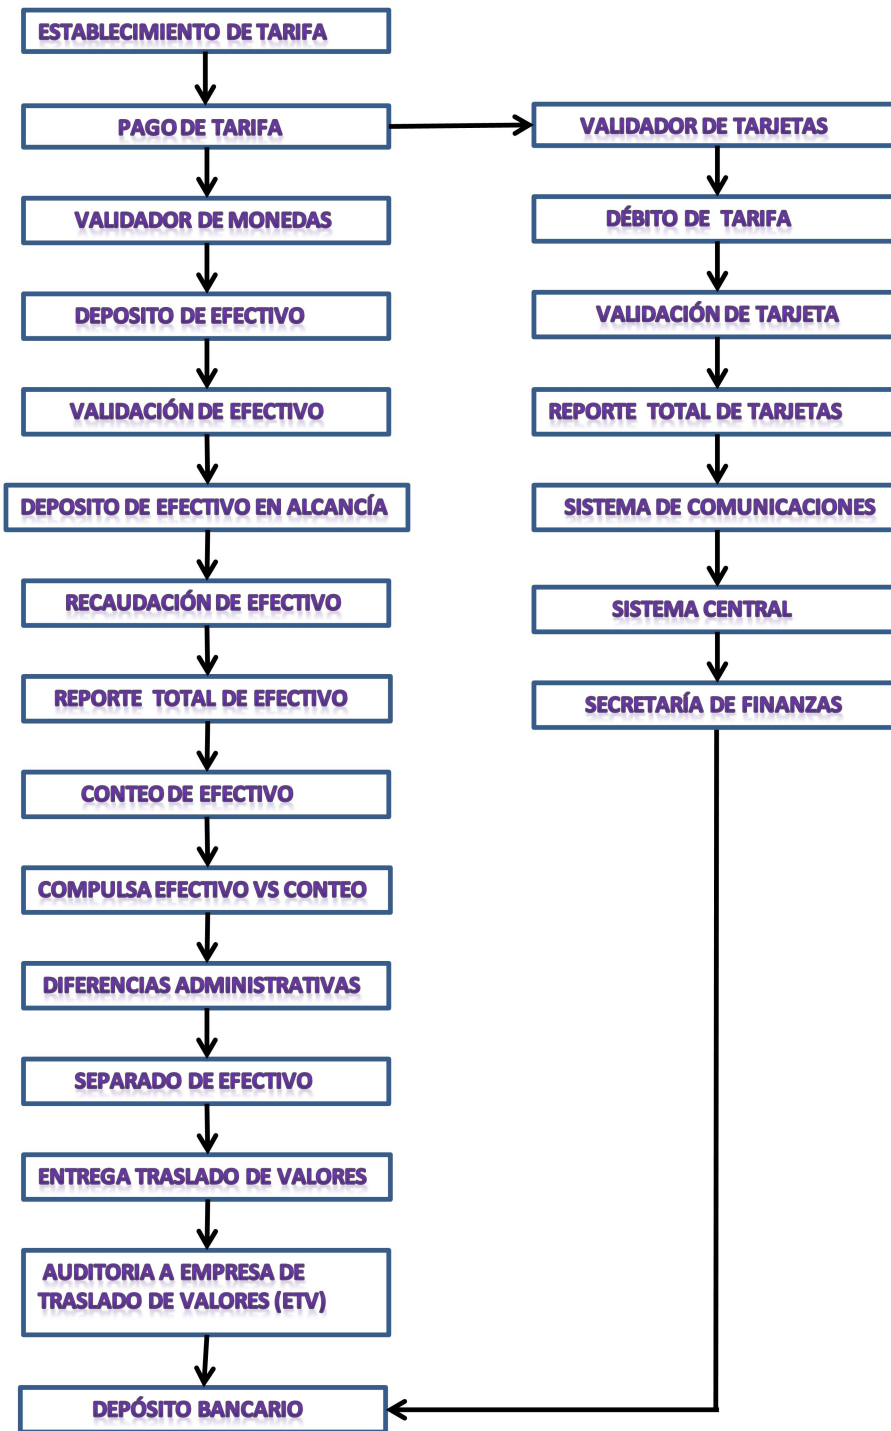 ESTABLECIMIENTO DE TARIFA
PAGO DE TARIFA
VALIDADOR DE MONEDAS
DEPOSITO DE EFECTIVO
VALIDACIÓN DE EFECTIVO
DEPOSITO DE EFECTIVO EN ALCANCÍA
RECAUDACIÓN DE EFECTIVO
REPORTE TOTAL DE EFECTIVO
CONTEO DE EFECTIVO
COMPULSA EFECTIVO VS CONTEO
DIFERENCIAS ADMINISTRATIVAS
SEPARADO DE EFECTIVO
ENTREGA TRASLADO DE VALORES
AUDITORIA A EMPRESA DE
TRASLADO DE VALORES (ETV)
DEPÓSITO BANCARIO
VALIDADOR DE TARJETAS
DÉBITO DE TARIFA
VALIDACIÓN DE TARJETA
REPORTE TOTAL DE TARJETAS
SISTEMA DE COMUNICACIONES
SISTEMA CENTRAL
SECRETARÍA DE FINANZAS